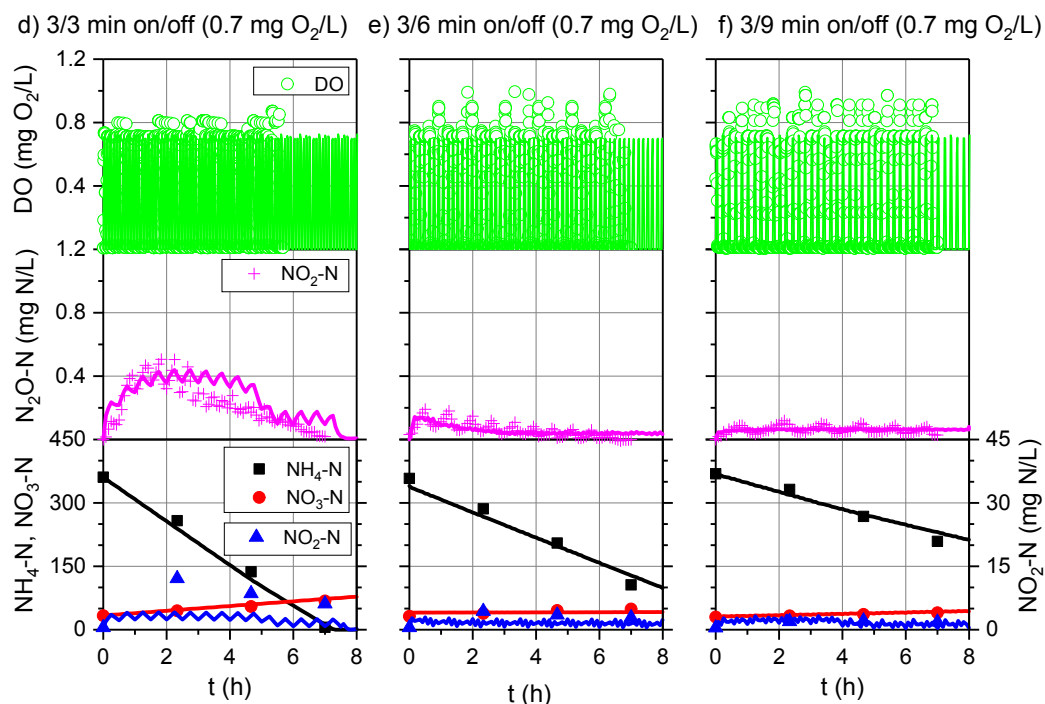 d) 3/3 min on/off (0.7 mg O₂/L) e) 3/6 min on/off (0.7 mg O₂/L) f) 3/9 min on/off (0.7 mg O₂/L)
DO (mg O₂/L)
1.2
0.8
0.4
DO
N₂O-N (mg N/L)
1.2
0.8
0.4
NO₂-N
NH₄-N, NO₃-N
450
300
150
0
NH₄-N
NO₃-N
NO₂-N
45
30
15
0
NO₂-N (mg N/L)
0 2 4 6 8
0 2 4 6 8
0 2 4 6 8
t (h)
t (h)
t (h)